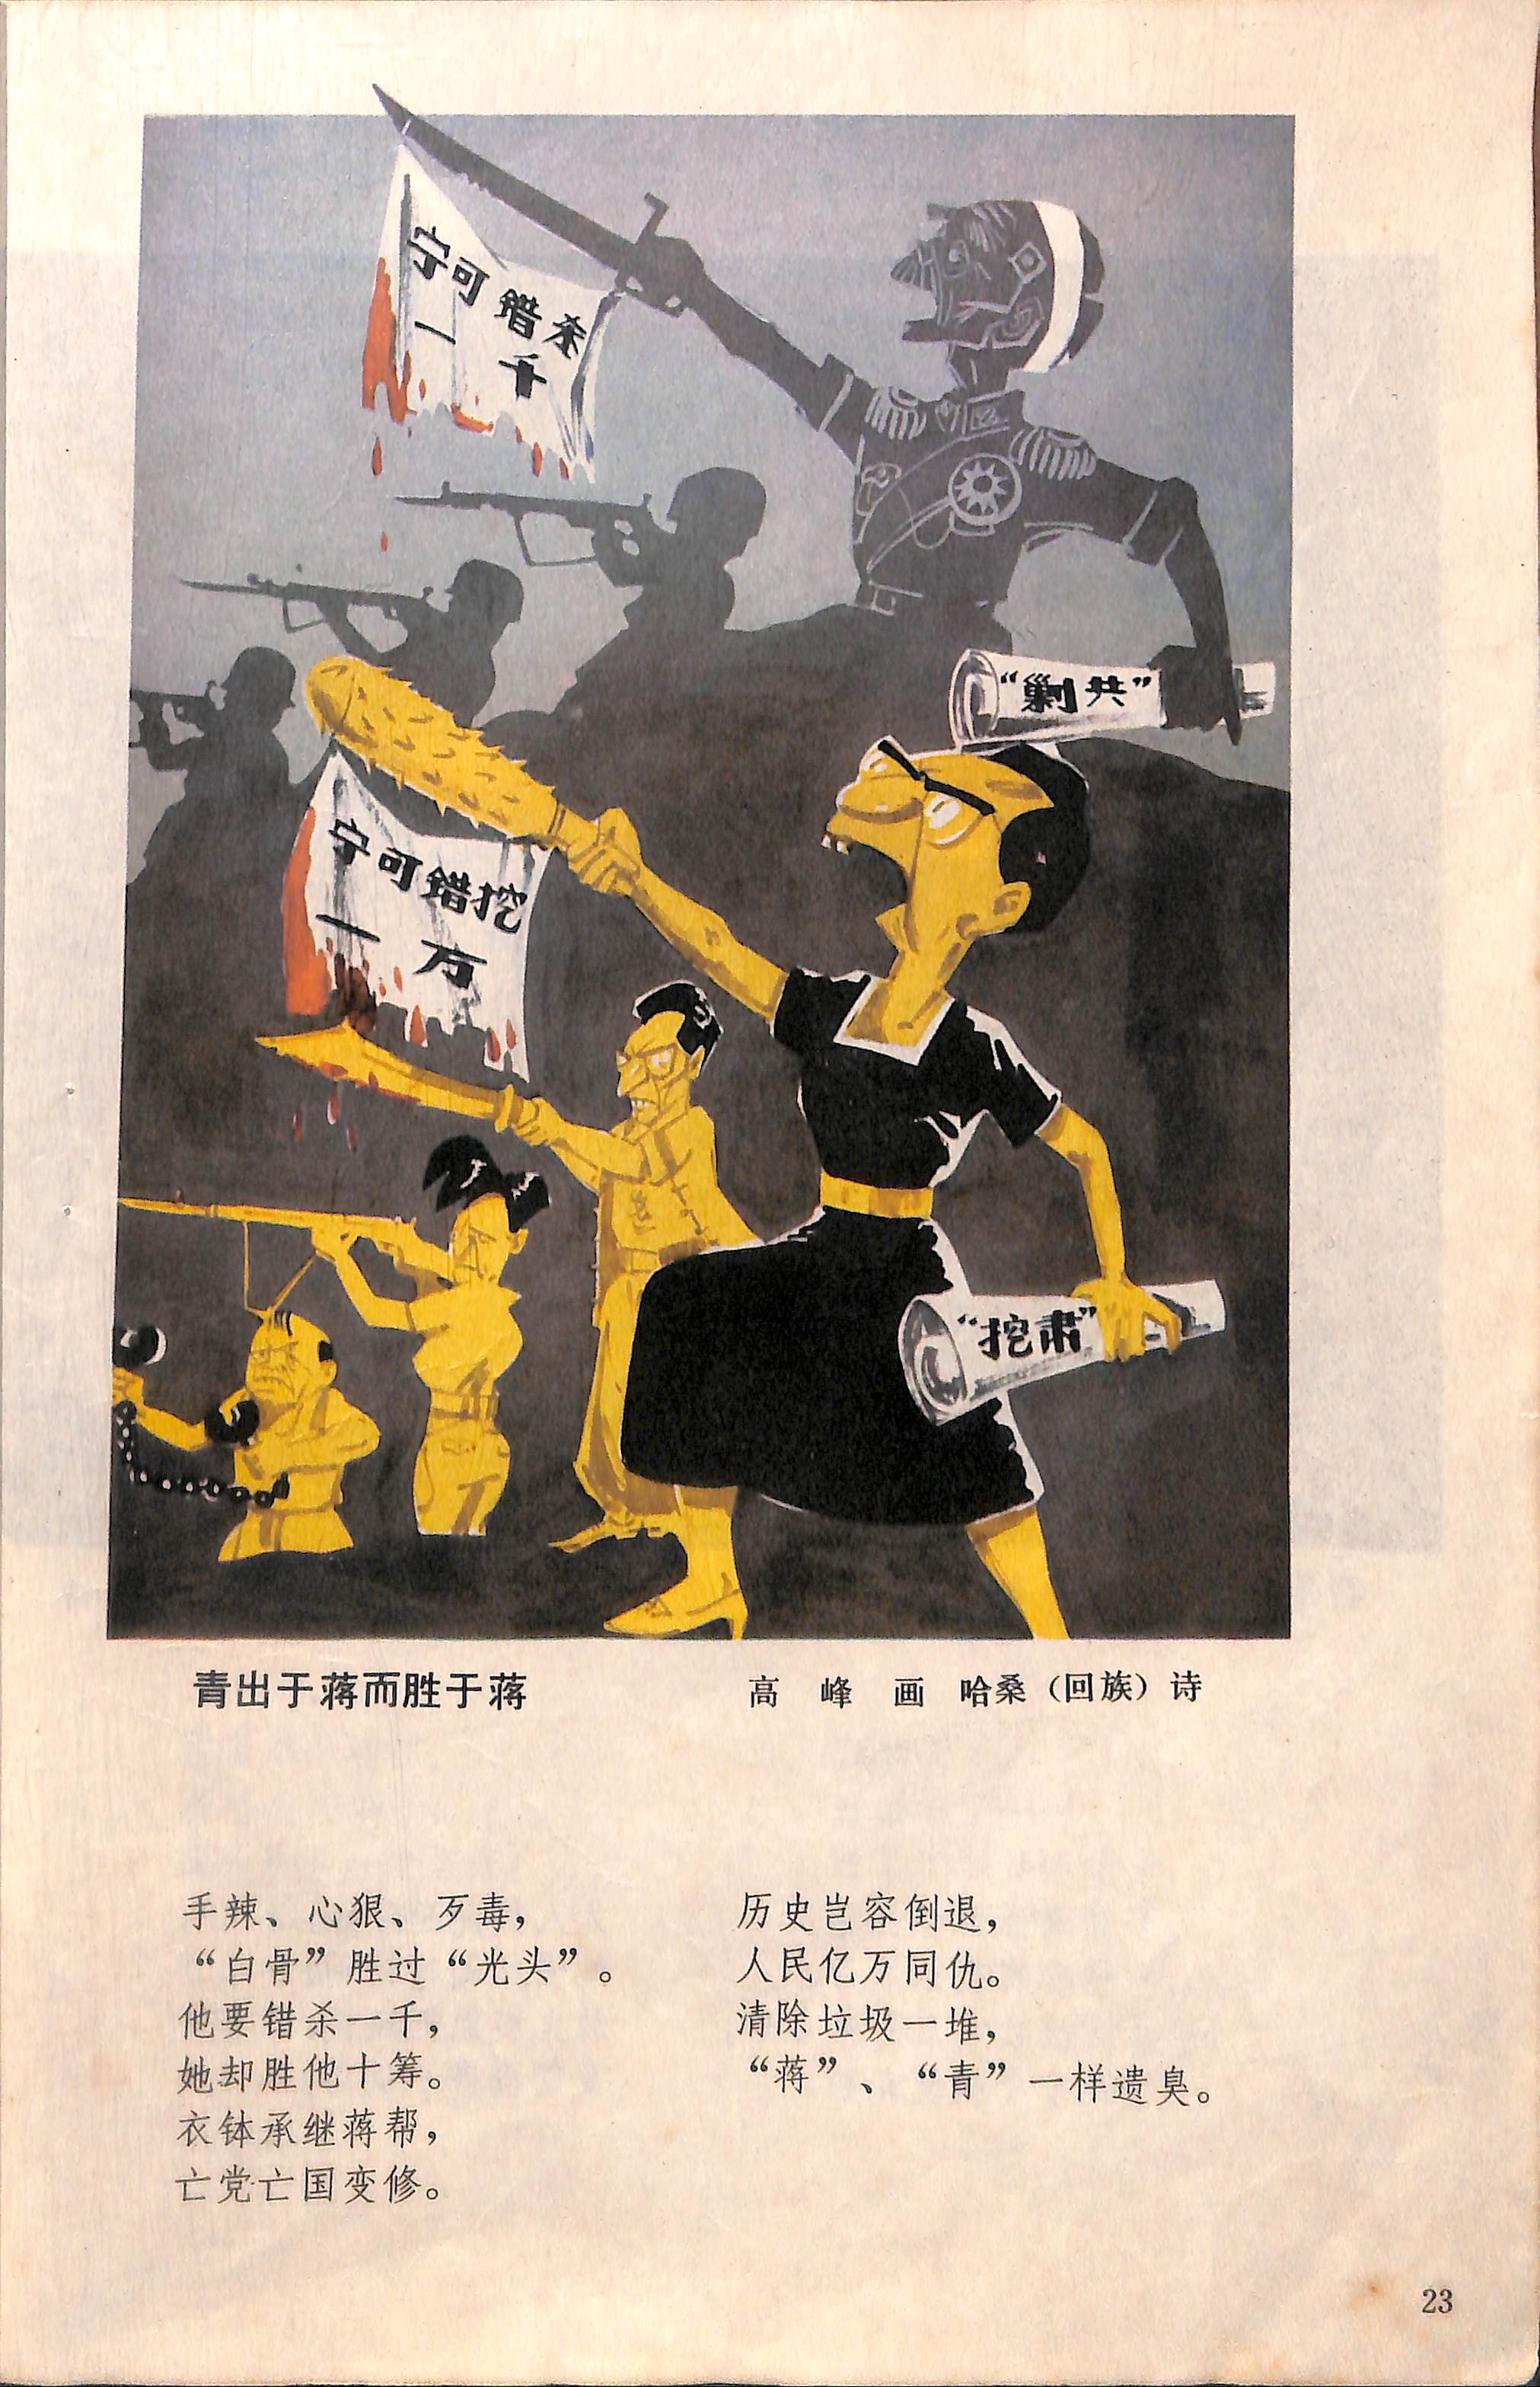 宁可错杀
一千
“剿共”
宁可错挖
一万
“挖肃”
青出于蒋而胜于蒋
高 峰 画 哈桑（回族）诗
手辣、心狠、歹毒，
“白骨”胜过“光头”。
他要错杀一千，
她却胜他十筹。
衣钵承继蒋帮，
亡党亡国变修。
历史岂容倒退，
人民亿万同仇。
清除垃圾一堆，
“蒋”、“青”一样遗臭。
23